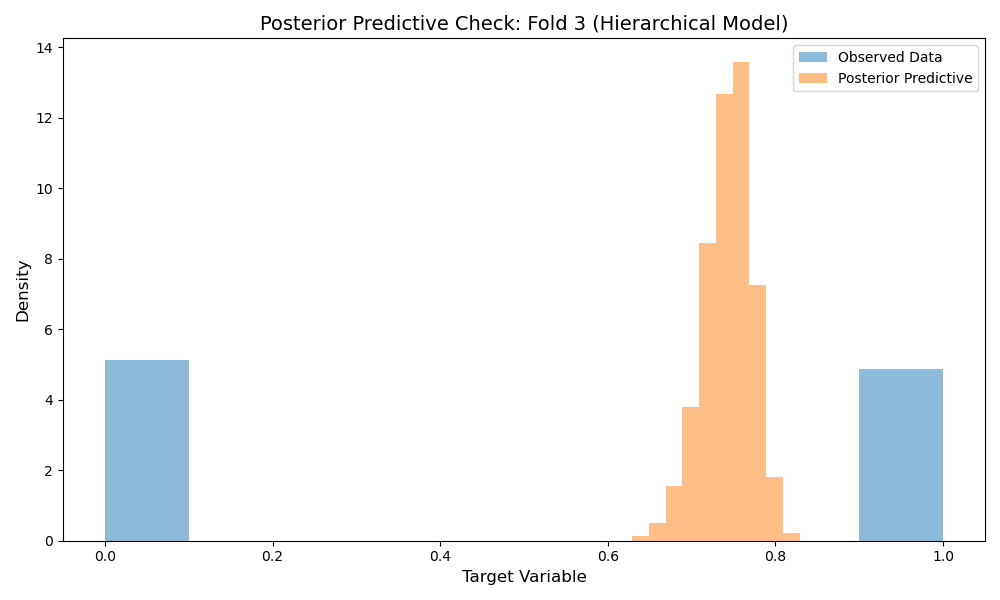 Posterior Predictive Check: Fold 3 (Hierarchical Model)
Observed Data
Posterior Predictive
Density
14
12
10
8
6
4
2
0
0.0 0.2 0.4 0.6 0.8 1.0
Target Variable